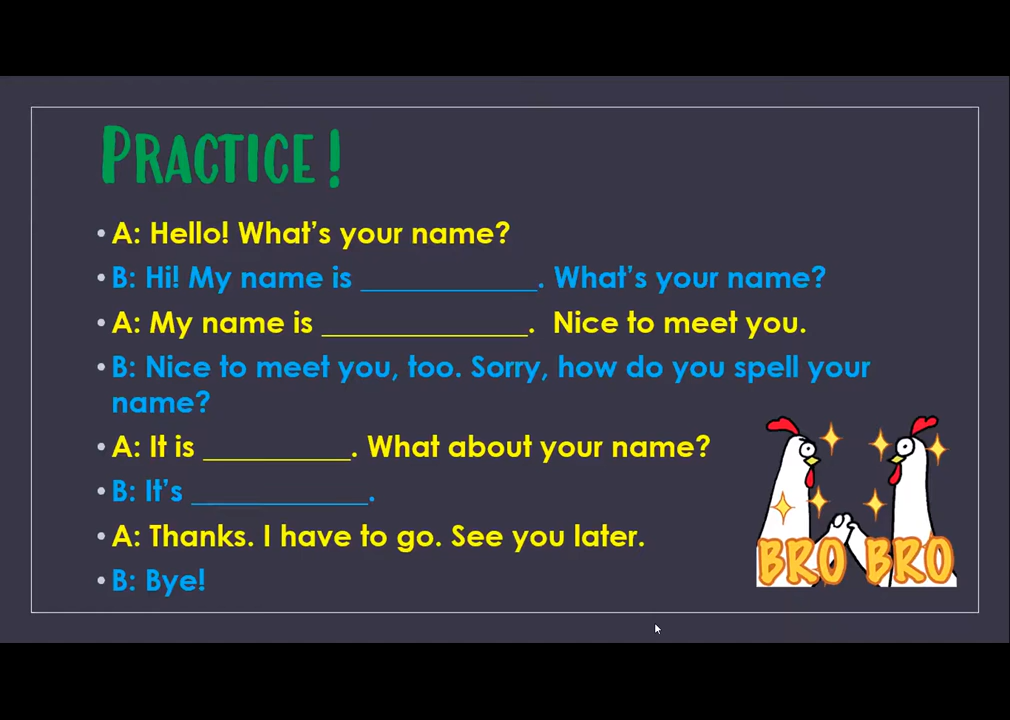 PRACTICE!
• A: Hello! What's your name?
• B: Hi! My name is ____________. What's your name?
• A: My name is ______________.  Nice to meet you.
• B: Nice to meet you, too. Sorry, how do you spell your
name?
• A: It is __________. What about your name?
• B: It's ____________.
• A: Thanks. I have to go. See you later.
• B: Bye!
BRO BRO